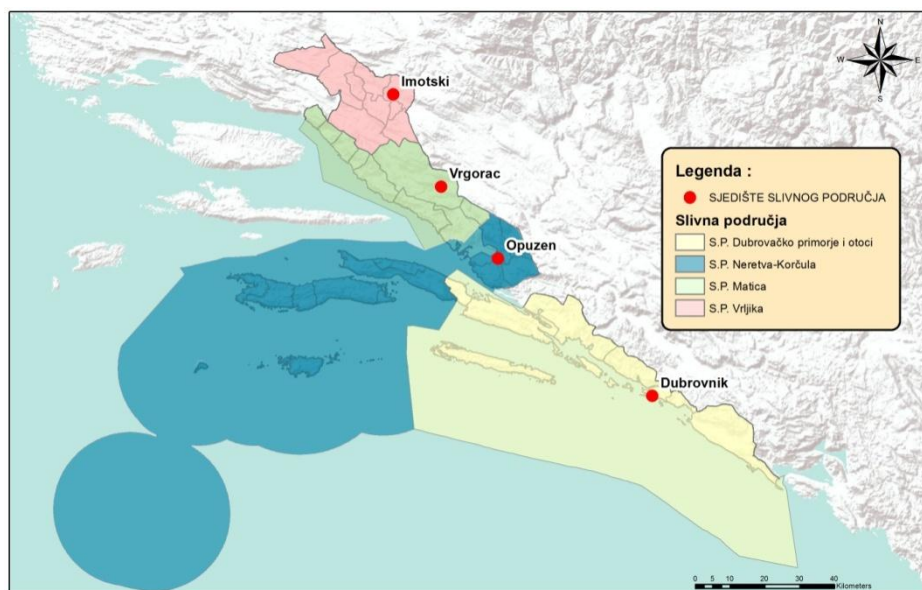 N
W E
S
Imotski
Vrgorac
Opuzen
Dubrovnik
Legenda :
SJEDIŠTE SLIVNOG PODRUČJA
Slivna područja
S.P. Dubrovačko primorje i otoci
S.P. Neretva-Korčula
S.P. Matica
S.P. Vrljika
0 5 10 20 30 40
Kilometers